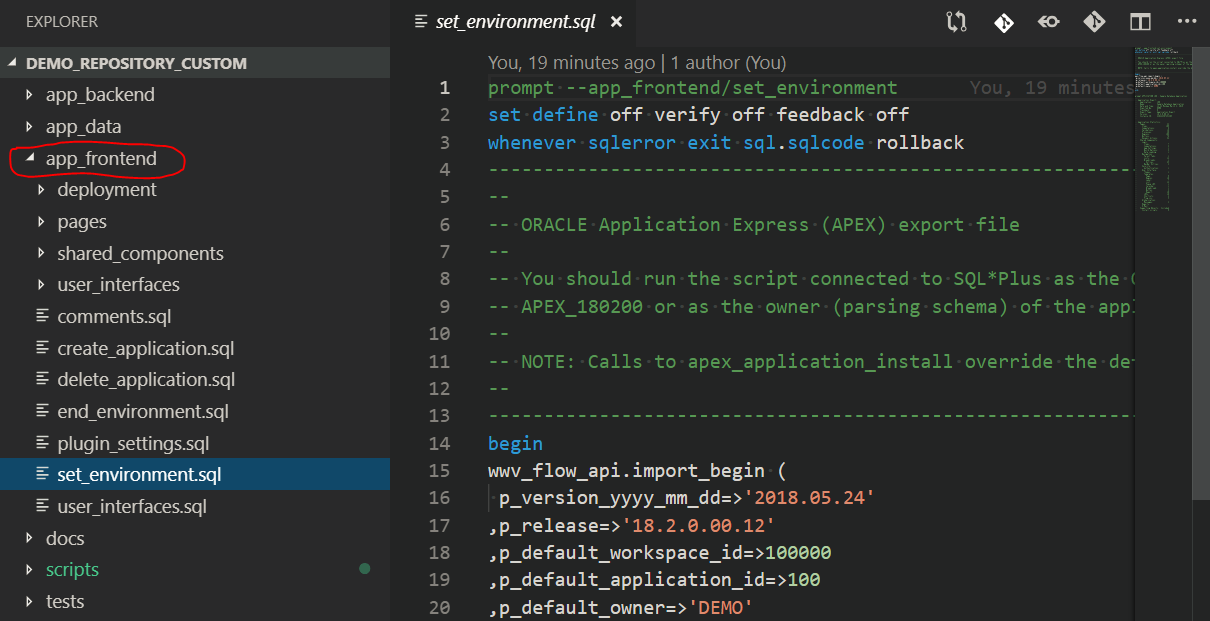 EXPLORER
DEMO_REPOSITORY_CUSTOM
app_backend
app_data
app_frontend
deployment
pages
shared_components
user_interfaces
comments.sql
create_application.sql
delete_application.sql
end_environment.sql
plugin_settings.sql
set_environment.sql
user_interfaces.sql
docs
scripts
tests
set_environment.sql
You, 19 minutes ago | 1 author (You)
1 prompt --app_frontend/set_environment You, 19 minutes
2 set define off verify off feedback off
3 whenever sqlerror exit sql.sqlcode rollback
4 -----------------------------------------------------------
5 --
6 -- ORACLE Application Express (APEX) export file
7 --
8 -- You should run the script connected to SQL*Plus as the
9 -- APEX_180200 or as the owner (parsing schema) of the appl
10 --
11 -- NOTE: Calls to apex_application_install override the de
12 --
13 -----------------------------------------------------------
14 begin
15 wwv_flow_api.import_begin (
16 p_version_yyyy_mm_dd=>'2018.05.24'
17 ,p_release=>'18.2.0.00.12'
18 ,p_default_workspace_id=>100000
19 ,p_default_application_id=>100
20 ,p_default_owner=>'DEMO'